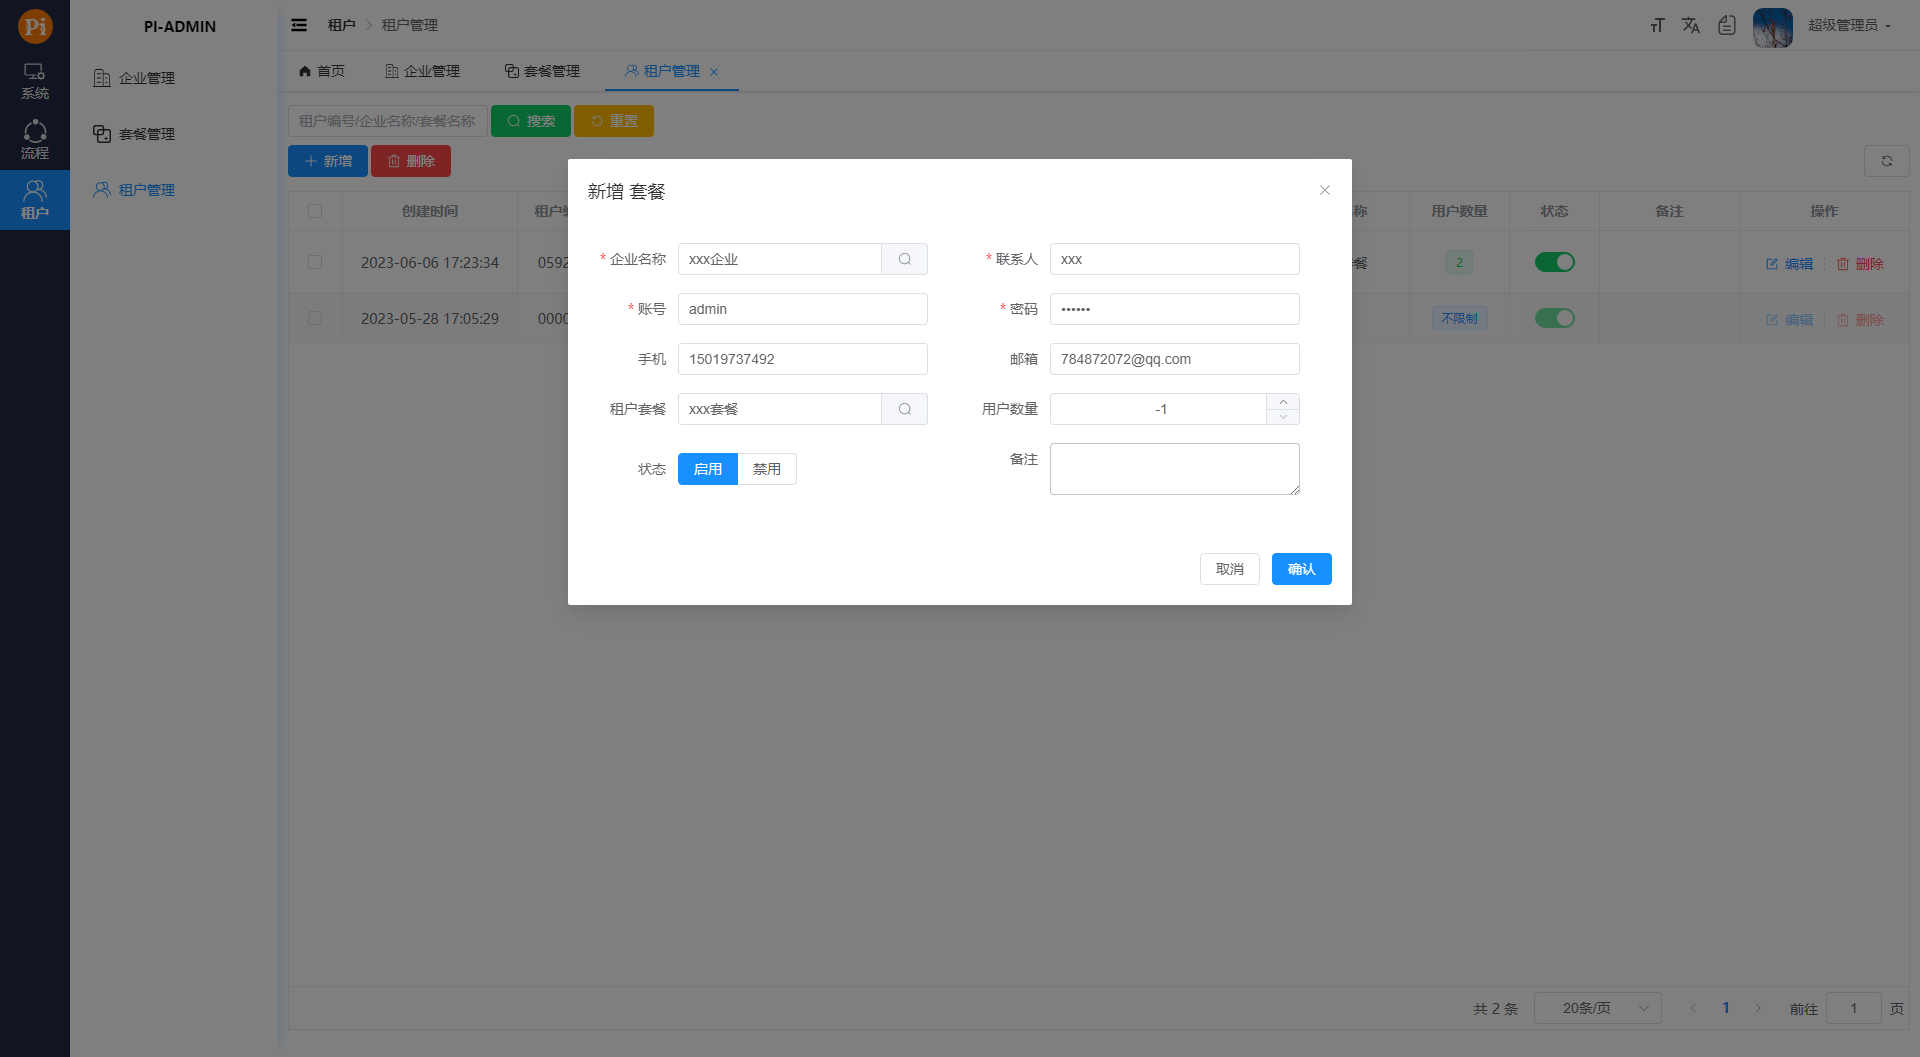 Pi
PI-ADMIN
租户 > 租户管理
超级管理员
系统
流程
租户
企业管理
套餐管理
租户管理
首页
企业管理
套餐管理
租户管理 ×
租户编号/企业名称/套餐名称
搜索
重置
+ 新增
删除
创建时间
用户数量
状态
备注
操作
2023-06-06 17:23:34
2
编辑
删除
2023-05-28 17:05:29
不限制
编辑
删除
新增 套餐
* 企业名称 xxx企业
* 联系人 xxx
* 账号 admin
* 密码 ••••••
手机 15019737492
邮箱 784872072@qq.com
租户套餐 xxx套餐
用户数量 -1
状态 启用 禁用
备注
取消
确认
共 2 条
20条/页
1
前往 1 页